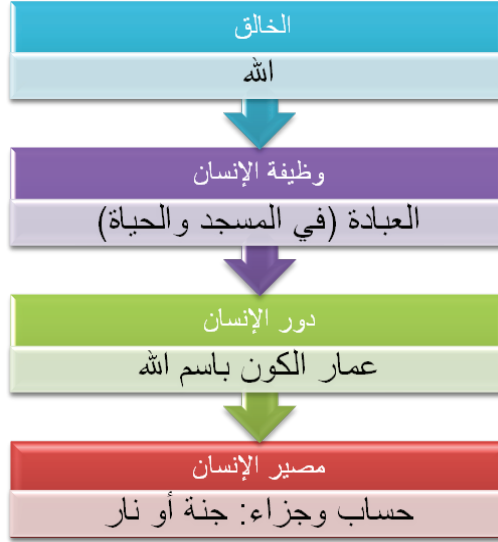 الخالق
الله
وظيفة الإنسان
العبادة (في المسجد والحياة)
دور الإنسان
عمار الكون باسم الله
مصير الإنسان
حساب وجزاء: جنة أو نار